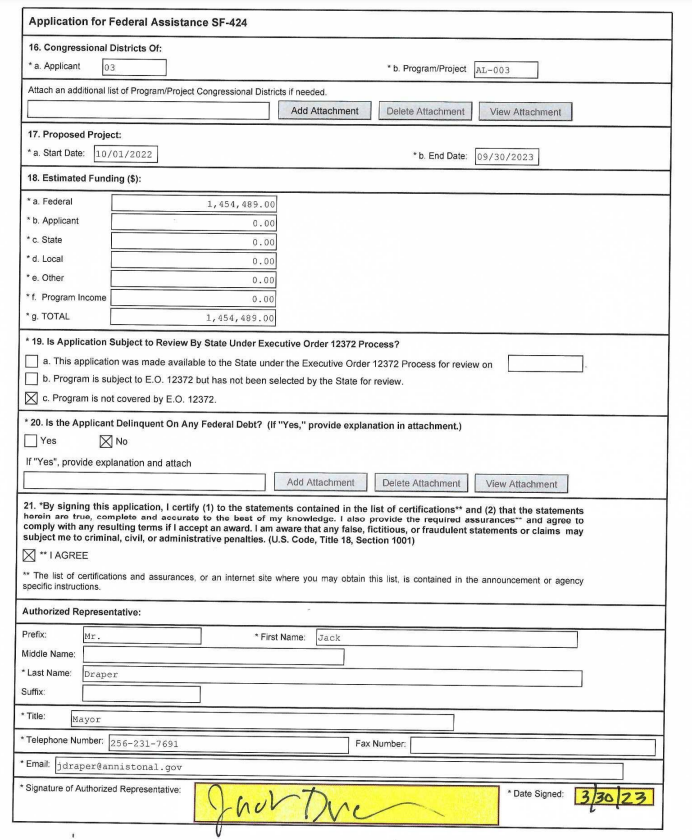 Application for Federal Assistance SF-424
16. Congressional Districts Of:
* a. Applicant 03 * b. Program/Project AL-003
Attach an additional list of Program/Project Congressional Districts if needed.
Add Attachment Delete Attachment View Attachment
17. Proposed Project:
* a. Start Date: 10/01/2022 * b. End Date: 09/30/2023
18. Estimated Funding ($):
* a. Federal 1,454,489.00
* b. Applicant 0.00
* c. State 0.00
* d. Local 0.00
* e. Other 0.00
* f. Program Income 0.00
* g. TOTAL 1,454,489.00
* 19. Is Application Subject to Review By State Under Executive Order 12372 Process?
a. This application was made available to the State under the Executive Order 12372 Process for review on .
b. Program is subject to E.O. 12372 but has not been selected by the State for review.
c. Program is not covered by E.O. 12372.
* 20. Is the Applicant Delinquent On Any Federal Debt? (If "Yes," provide explanation in attachment.)
Yes No
If "Yes", provide explanation and attach
Add Attachment Delete Attachment View Attachment
21. *By signing this application, I certify (1) to the statements contained in the list of certifications** and (2) that the statements
herein are true, complete and accurate to the best of my knowledge. I also provide the required assurances** and agree to
comply with any resulting terms if I accept an award. I am aware that any false, fictitious, or fraudulent statements or claims may
subject me to criminal, civil, or administrative penalties. (U.S. Code, Title 18, Section 1001)
** I AGREE
** The list of certifications and assurances, or an internet site where you may obtain this list, is contained in the announcement or agency
specific instructions.
Authorized Representative:
Prefix: Mr. * First Name: Jack
Middle Name:
* Last Name: Draper
Suffix:
* Title: Mayor
* Telephone Number: 256-231-7691 Fax Number:
* Email: jdraper@annistonal.gov
* Signature of Authorized Representative: * Date Signed: 3/30/23